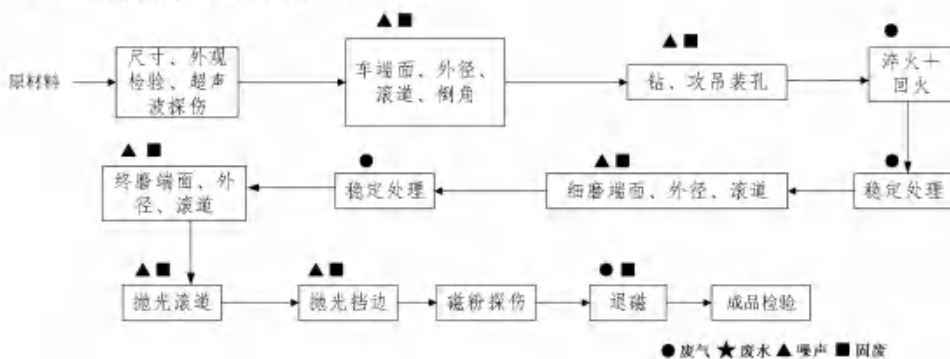 原材料
尺寸、外观
检验、超声
波探伤
车端面、外径、
滚道、倒角
钻、攻吊装孔
淬火＋
回火
稳定处理
细磨端面、外径、滚道
稳定处理
终磨端面、外
径、滚道
抛光滚道
抛光挡边
磁粉探伤
退磁
成品检验
●废气 ★废水 ▲噪声 ■固废